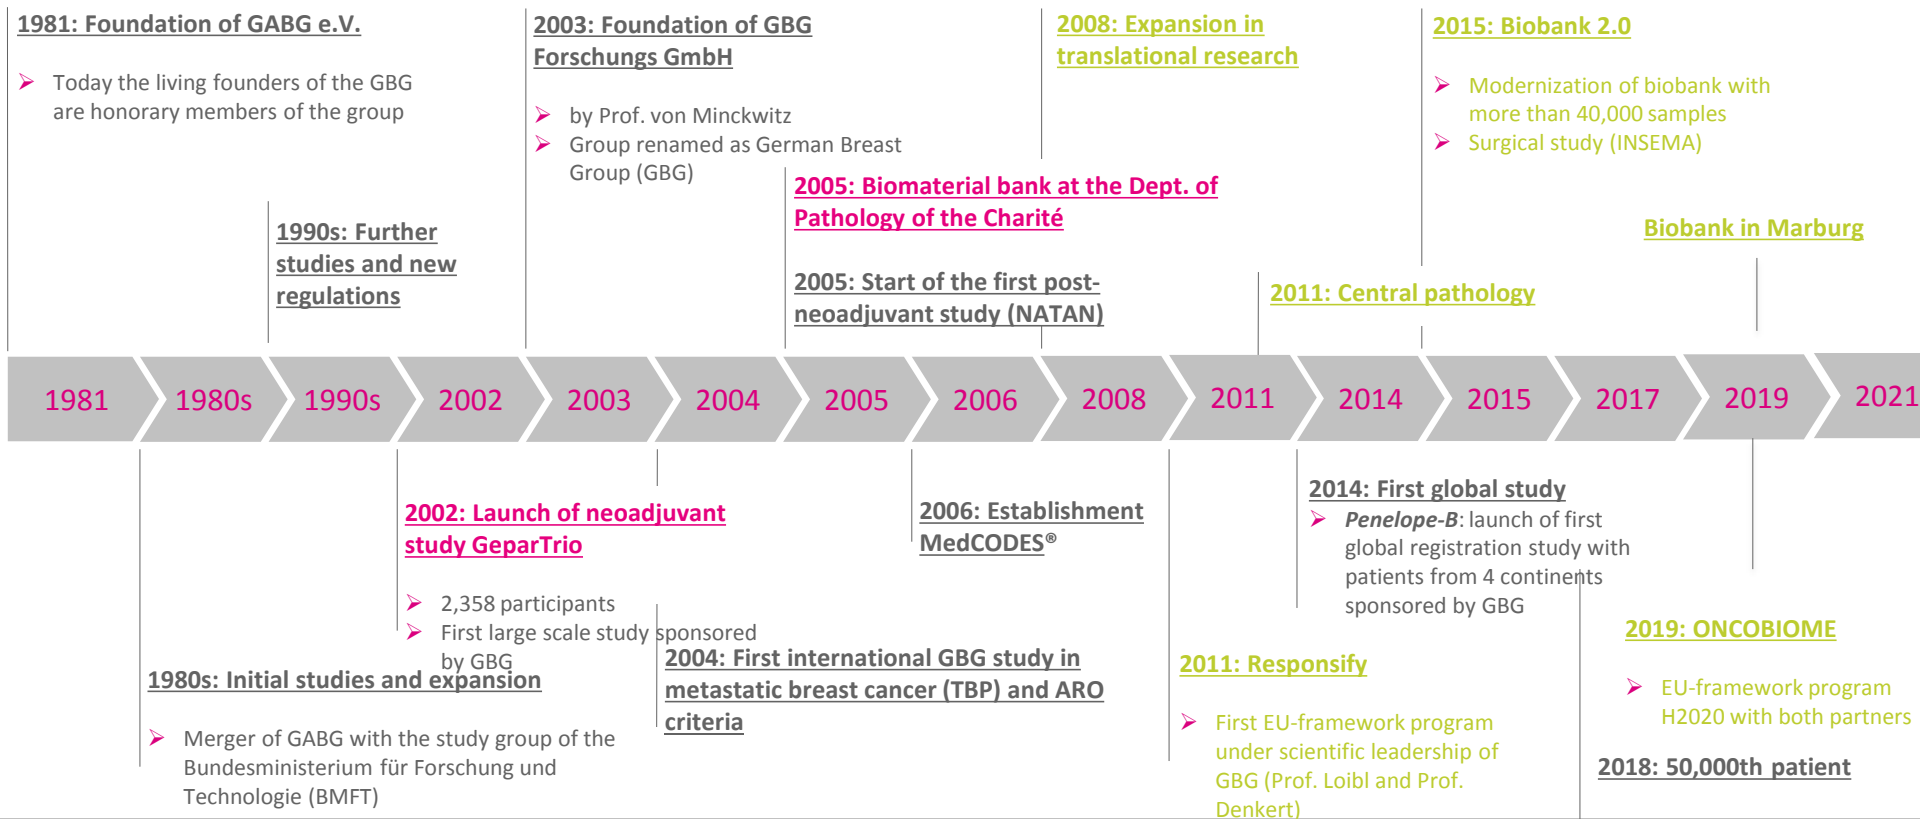 1981: Foundation of GABG e.V.
➢ Today the living founders of the GBG
are honorary members of the group
1990s: Further
studies and new
regulations
2003: Foundation of GBG
Forschungs GmbH
➢ by Prof. von Minckwitz
➢ Group renamed as German Breast
Group (GBG)
2005: Biomaterial bank at the Dept. of
Pathology of the Charité
2005: Start of the first post-
neoadjuvant study (NATAN)
2008: Expansion in
translational research
2011: Central pathology
2015: Biobank 2.0
➢ Modernization of biobank with
more than 40,000 samples
➢ Surgical study (INSEMA)
Biobank in Marburg
1981
1980s
1990s
2002
2003
2004
2005
2006
2008
2011
2014
2015
2017
2019
2021
1980s: Initial studies and expansion
➢ Merger of GABG with the study group of the
Bundesministerium für Forschung und
Technologie (BMFT)
2002: Launch of neoadjuvant
study GeparTrio
➢ 2,358 participants
➢ First large scale study sponsored
by GBG
2004: First international GBG study in
metastatic breast cancer (TBP) and ARO
criteria
2006: Establishment
MedCODES®
2011: Responsify
➢ First EU-framework program
under scientific leadership of
GBG (Prof. Loibl and Prof.
Denkert)
2014: First global study
➢ Penelope-B: launch of first
global registration study with
patients from 4 continents
sponsored by GBG
2019: ONCOBIOME
➢ EU-framework program
H2020 with both partners
2018: 50,000th patient